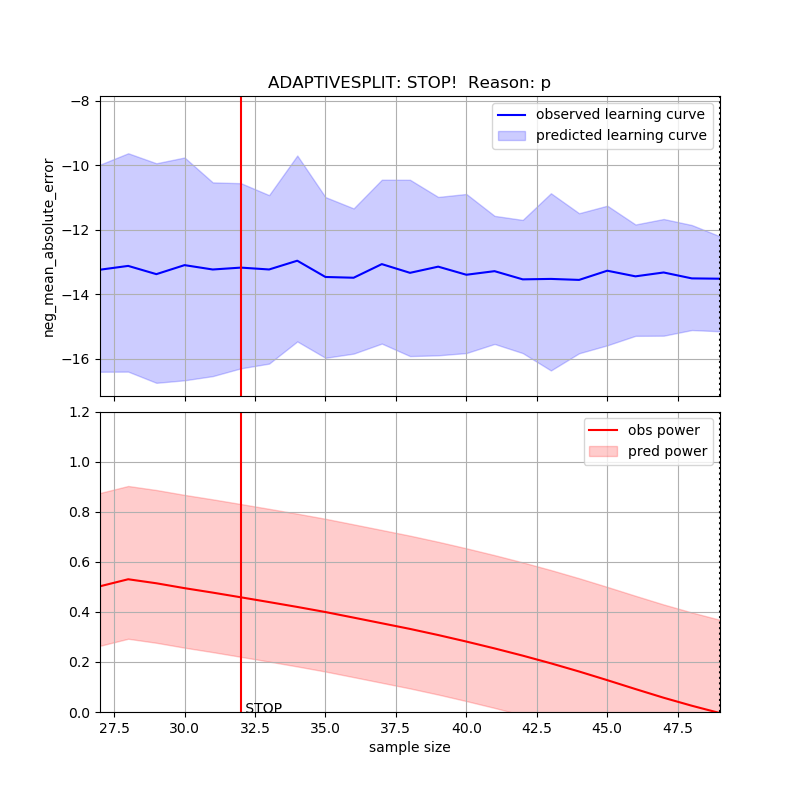 ADAPTIVESPLIT: STOP!  Reason: p
−8
−10
−12
−14
−16
neg_mean_absolute_error
observed learning curve
predicted learning curve
1.2
1.0
0.8
0.6
0.4
0.2
0.0
obs power
pred power
STOP
27.5 30.0 32.5 35.0 37.5 40.0 42.5 45.0 47.5
sample size